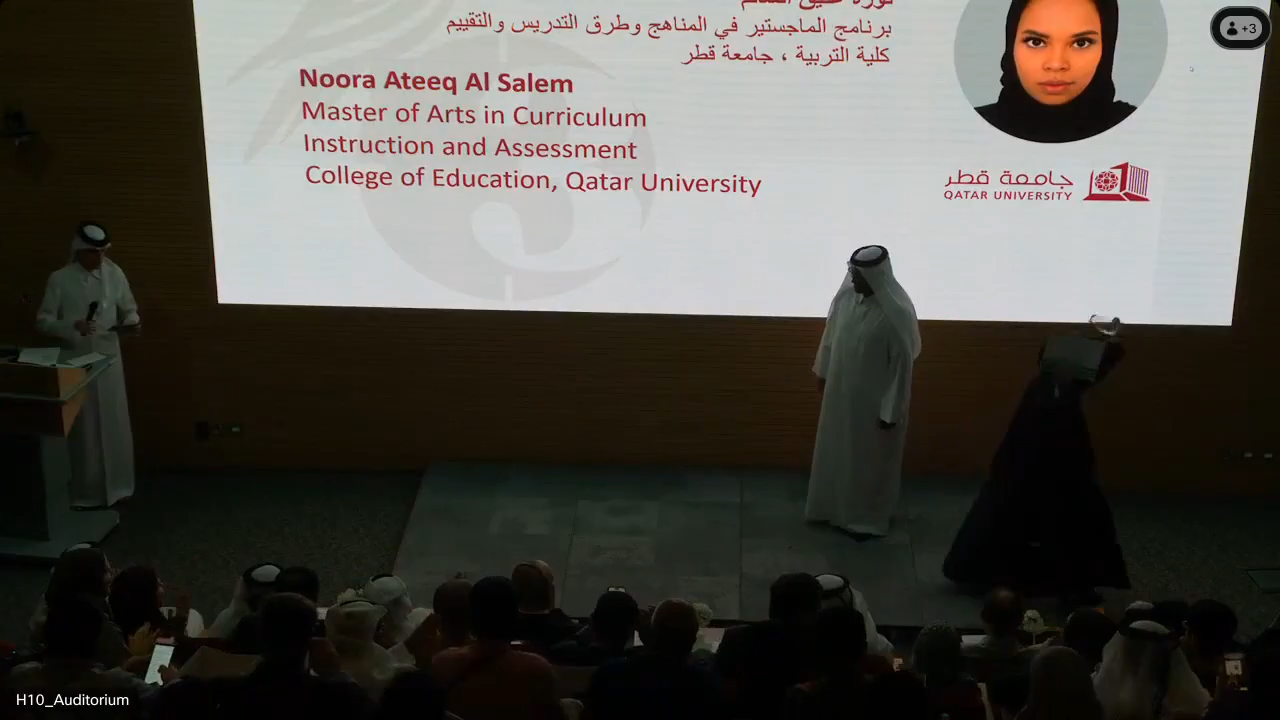 +3
برنامج الماجستير في المناهج وطرق التدريس والتقييم
كلية التربية ، جامعة قطر
Noora Ateeq Al Salem
Master of Arts in Curriculum
Instruction and Assessment
College of Education, Qatar University
جامعة قطر
QATAR UNIVERSITY
H10_Auditorium